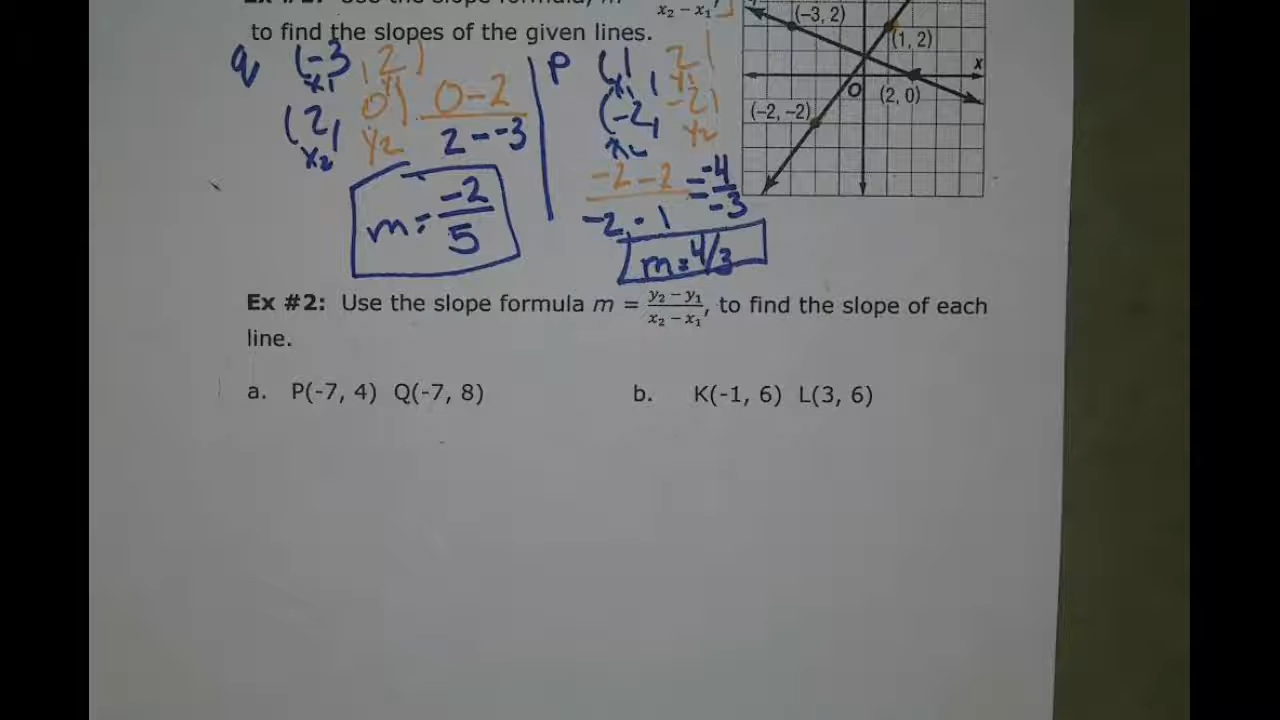 to find the slopes of the given lines.
x₂ − x₁
q (-3, 2)
x₁ y₁
(2, 0)
x₂ y₂
0-2
2--3
m = -2/5
P (1, 2)
x₁ y₁
(-2, -2)
x₂ y₂
-2-2
-2-1
= -4/-3
m = 4/3
(−3, 2)
(1, 2)
x
O
(2, 0)
(−2, −2)
Ex #2: Use the slope formula m = y₂ − y₁ / x₂ − x₁, to find the slope of each
line.
a. P(-7, 4) Q(-7, 8)
b. K(-1, 6) L(3, 6)